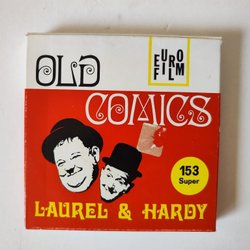 OLD
EURO
FILM
COMICS
153
Super
LAUREL & HARDY